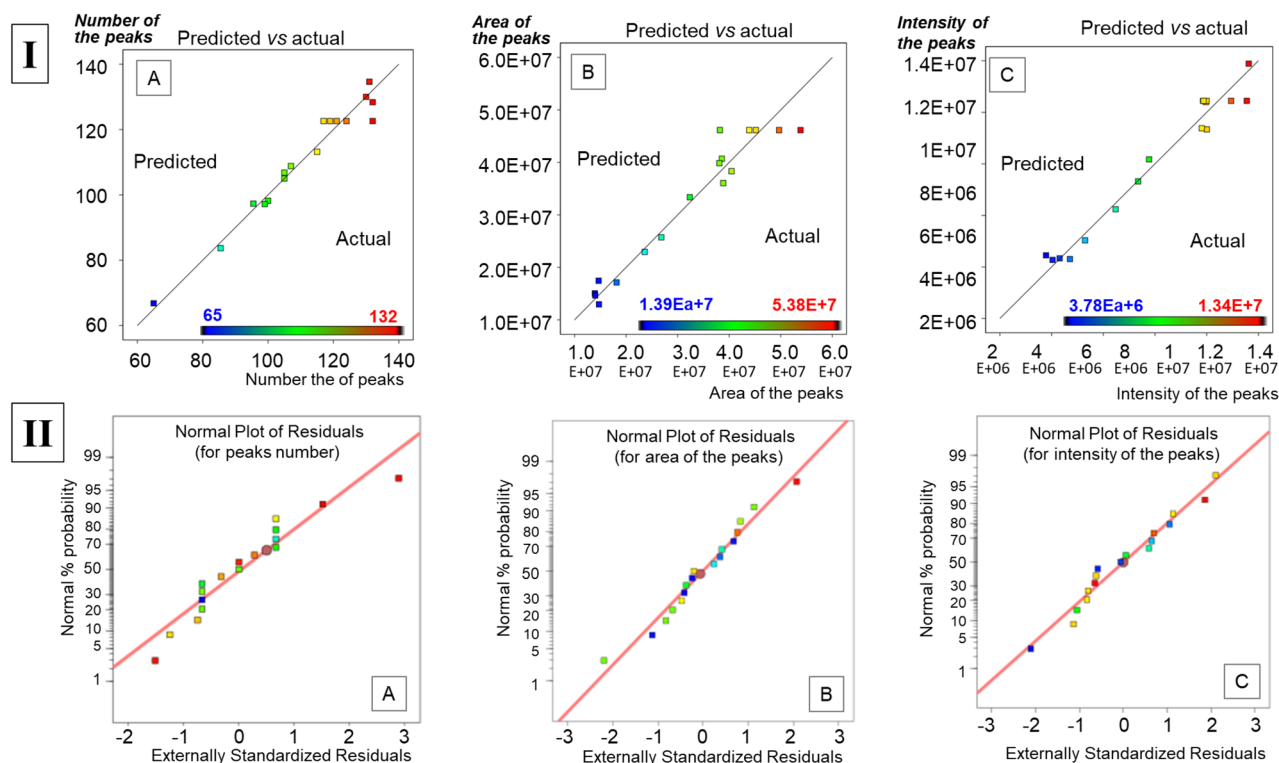 I
Number of
the peaks
Predicted vs actual
A
140
120
100
80
60
Predicted
Actual
65
132
60 80 100 120 140
Number the of peaks
Area of
the peaks
Predicted vs actual
B
6.0E+07
5.0E+07
4.0E+07
3.0E+07
2.0E+07
1.0E+07
Predicted
Actual
1.39Ea+7
5.38E+7
1.0 2.0 3.0 4.0 5.0 6.0
E+07 E+07 E+07 E+07 E+07 E+07
Area of the peaks
Intensity of
the peaks
Predicted vs actual
C
1.4E+07
1.2E+07
1E+07
8E+06
6E+06
4E+06
2E+06
Predicted
Actual
3.78Ea+6
1.34E+7
2 4 6 8 1.0 1.2 1.4
E+06 E+06 E+06 E+06 E+07 E+07 E+07
Intensity of the peaks
II
Normal Plot of Residuals
(for peaks number)
Normal % probability
99
95
90
80
70
50
30
20
10
5
1
A
-2 -1 0 1 2 3
Externally Standardized Residuals
Normal Plot of Residuals
(for area of the peaks)
Normal % probability
99
95
90
80
70
50
30
20
10
5
1
B
-3 -2 -1 0 1 2 3
Externally Standardized Residuals
Normal Plot of Residuals
(for intensity of the peaks)
Normal % probability
99
95
90
80
70
50
30
20
10
5
1
C
-3 -2 -1 0 1 2 3
Externally Standardized Residuals